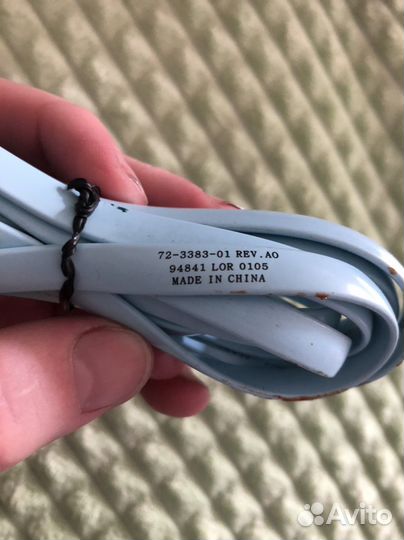 72-3383-01 REV.A0
94841 LOR 0105
MADE IN CHINA
Avito